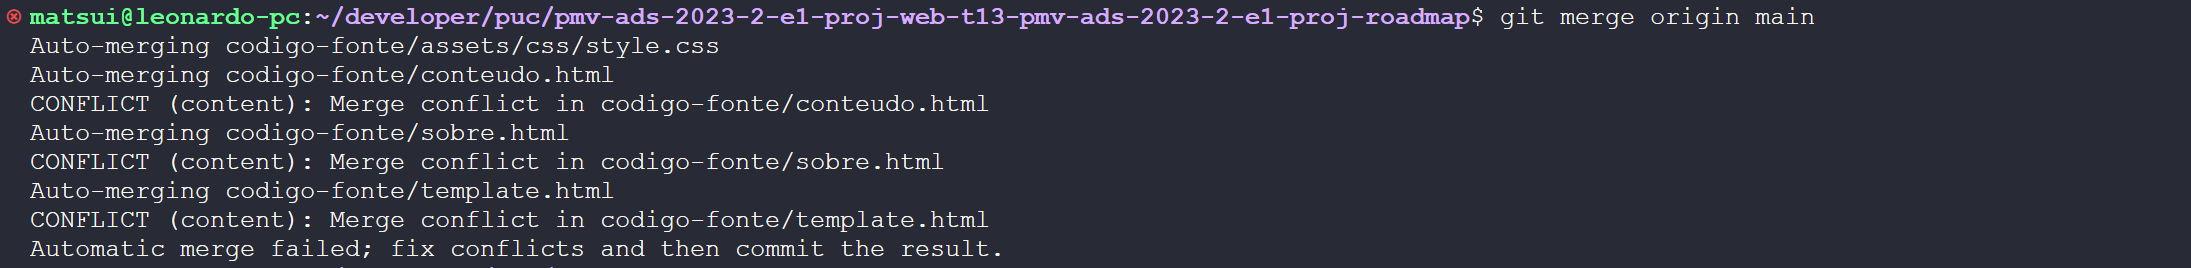 matsui@leonardo-pc:~/developer/puc/pmv-ads-2023-2-e1-proj-web-t13-pmv-ads-2023-2-e1-proj-roadmap$ git merge origin main
Auto-merging codigo-fonte/assets/css/style.css
Auto-merging codigo-fonte/conteudo.html
CONFLICT (content): Merge conflict in codigo-fonte/conteudo.html
Auto-merging codigo-fonte/sobre.html
CONFLICT (content): Merge conflict in codigo-fonte/sobre.html
Auto-merging codigo-fonte/template.html
CONFLICT (content): Merge conflict in codigo-fonte/template.html
Automatic merge failed; fix conflicts and then commit the result.